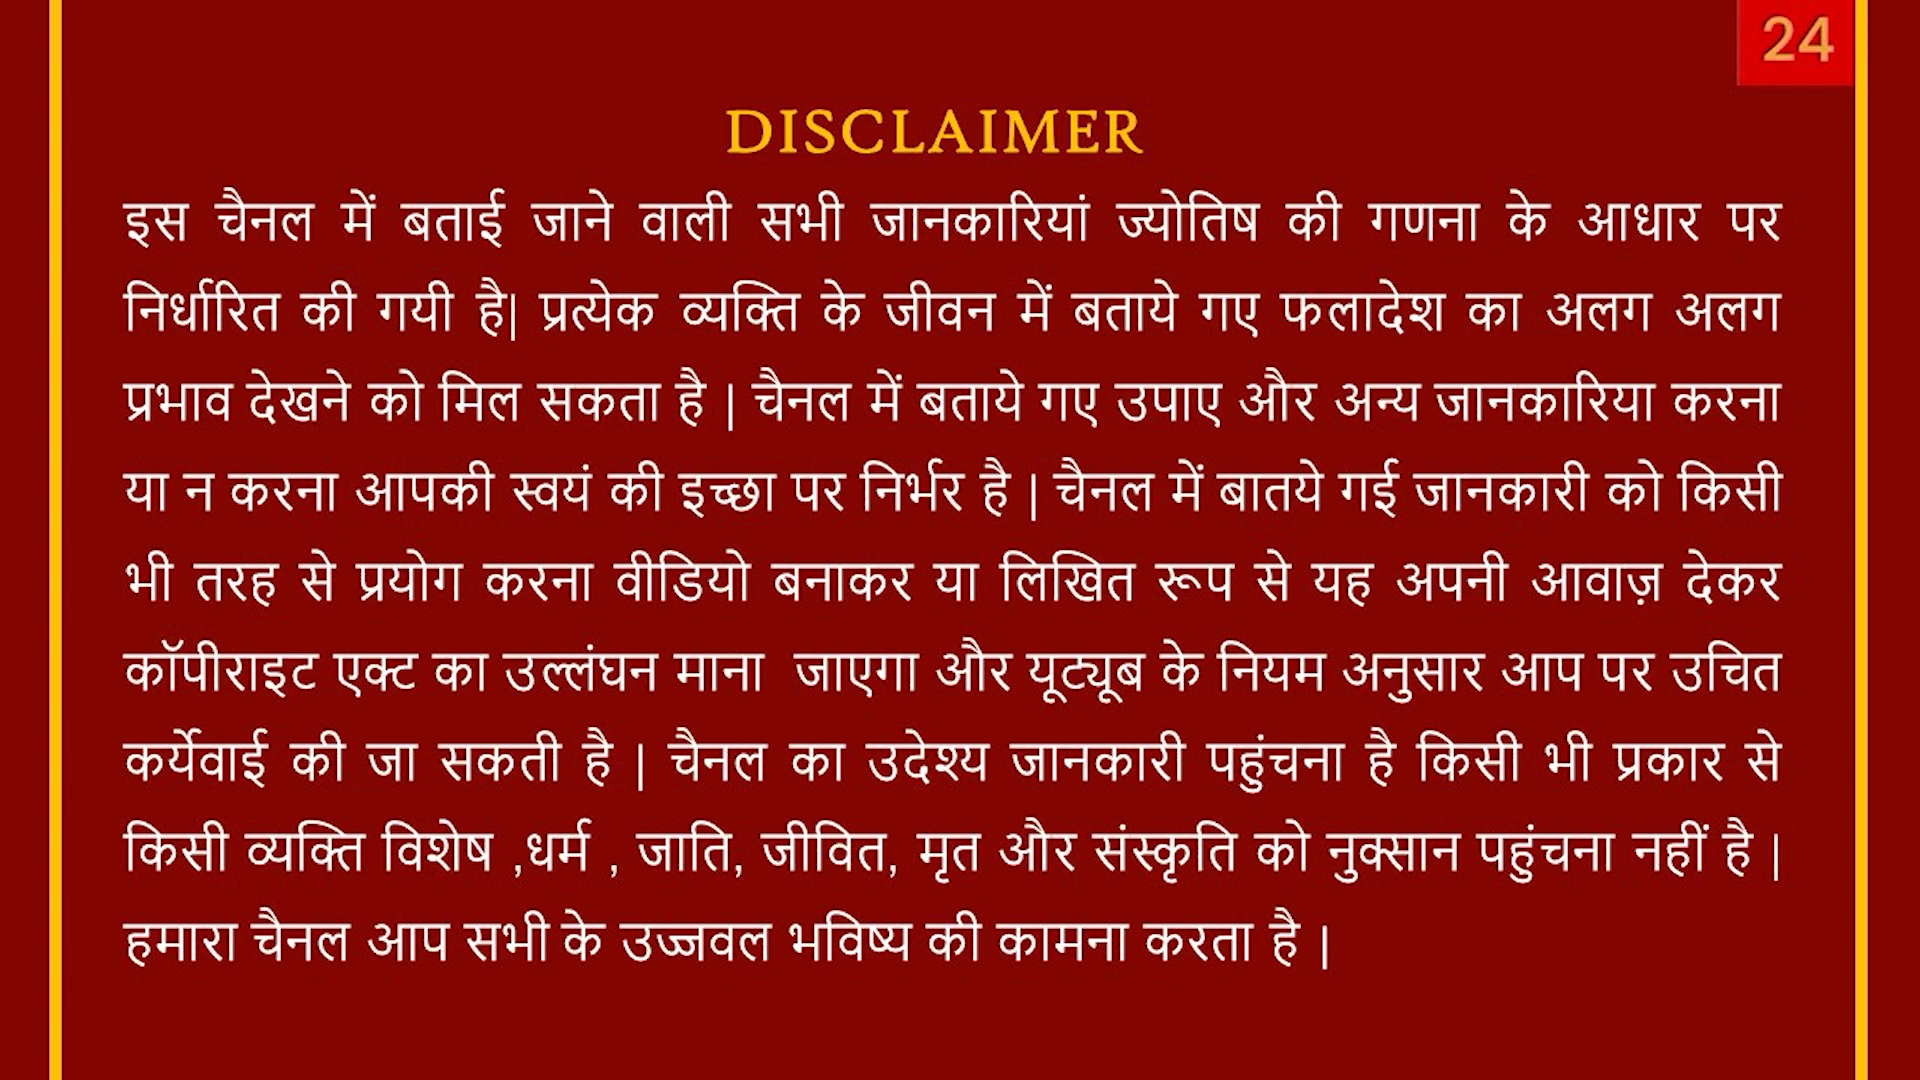 24
DISCLAIMER
इस चैनल में बताई जाने वाली सभी जानकारियां ज्योतिष की गणना के आधार पर
निर्धारित की गयी है| प्रत्येक व्यक्ति के जीवन में बताये गए फलादेश का अलग अलग
प्रभाव देखने को मिल सकता है | चैनल में बताये गए उपाए और अन्य जानकारिया करना
या न करना आपकी स्वयं की इच्छा पर निर्भर है | चैनल में बातये गई जानकारी को किसी
भी तरह से प्रयोग करना वीडियो बनाकर या लिखित रूप से यह अपनी आवाज़ देकर
कॉपीराइट एक्ट का उल्लंघन माना जाएगा और यूट्यूब के नियम अनुसार आप पर उचित
कर्येवाई की जा सकती है | चैनल का उदेश्य जानकारी पहुंचना है किसी भी प्रकार से
किसी व्यक्ति विशेष ,धर्म , जाति, जीवित, मृत और संस्कृति को नुक्सान पहुंचना नहीं है |
हमारा चैनल आप सभी के उज्जवल भविष्य की कामना करता है |